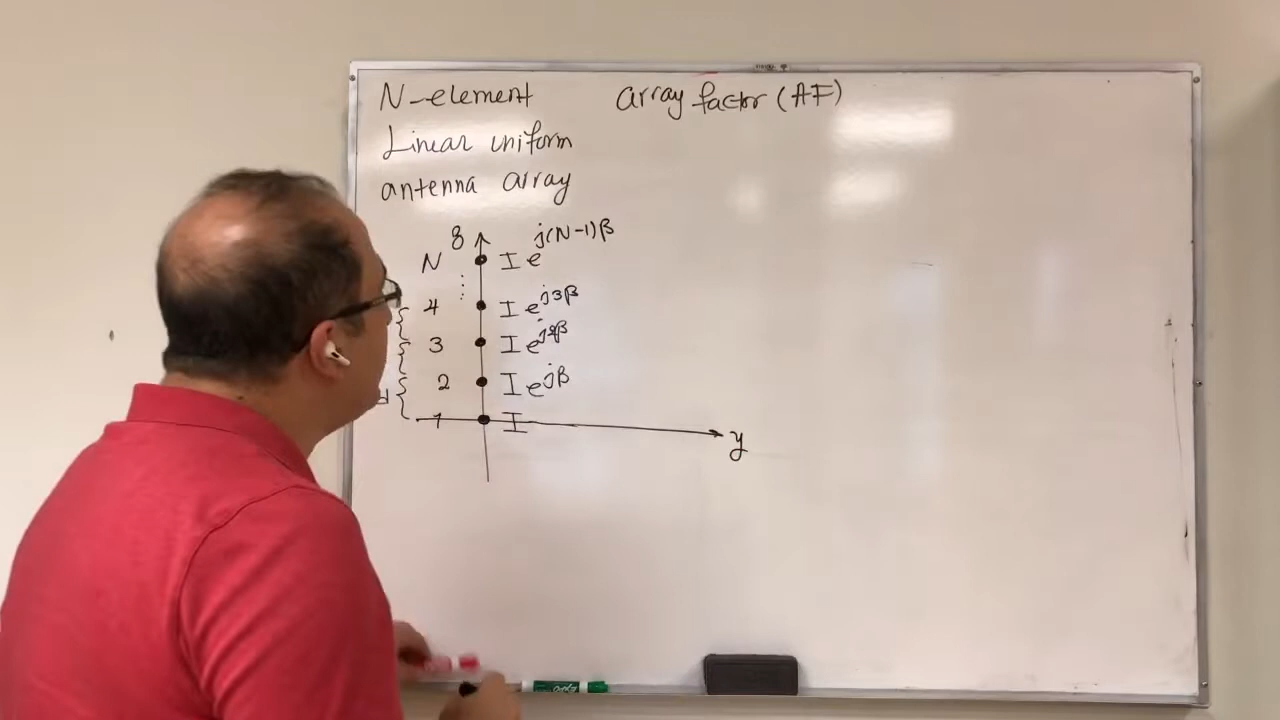 N-element array factor (AF)
Linear uniform
antenna array
z
N I e^{j(N-1)β}
⋮
4 I e^{j3β}
3 I e^{j2β}
2 I e^{jβ}
d
1 I
y